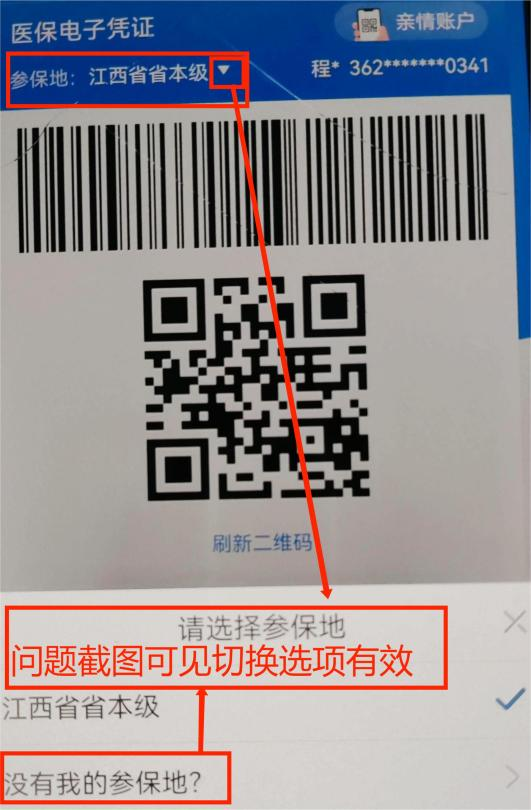 医保电子凭证
亲情账户
参保地：江西省省本级
程* 362*******0341
刷新二维码
请选择参保地
问题截图可见切换选项有效
江西省省本级
没有我的参保地?